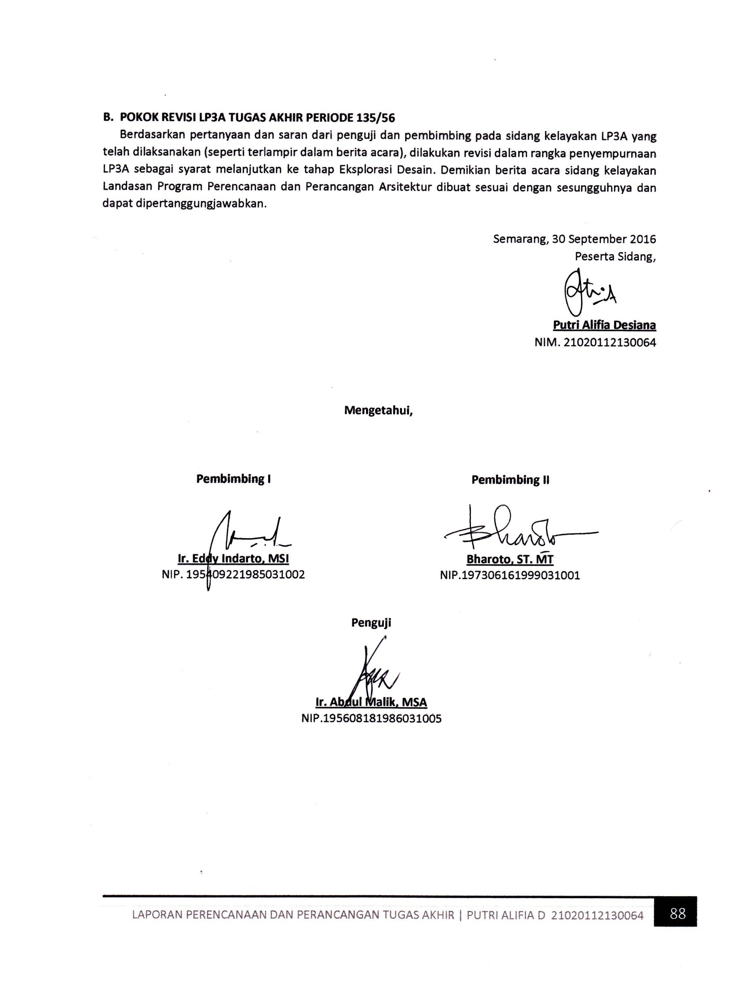 B. POKOK REVISI LP3A TUGAS AKHIR PERIODE 135/56
Berdasarkan pertanyaan dan saran dari penguji dan pembimbing pada sidang kelayakan LP3A yang
telah dilaksanakan (seperti terlampir dalam berita acara), dilakukan revisi dalam rangka penyempurnaan
LP3A sebagai syarat melanjutkan ke tahap Eksplorasi Desain. Demikian berita acara sidang kelayakan
Landasan Program Perencanaan dan Perancangan Arsitektur dibuat sesuai dengan sesungguhnya dan
dapat dipertanggungjawabkan.
Semarang, 30 September 2016
Peserta Sidang,
Putri Alifia Desiana
NIM. 21020112130064
Mengetahui,
Pembimbing I
Pembimbing II
Bharoto
Ir. Eddy Indarto, MSI
Bharoto, ST. MT
NIP. 195409221985031002
NIP.197306161999031001
Penguji
Ir. Abdul Malik, MSA
NIP.195608181986031005
LAPORAN PERENCANAAN DAN PERANCANGAN TUGAS AKHIR | PUTRI ALIFIA D 21020112130064
88